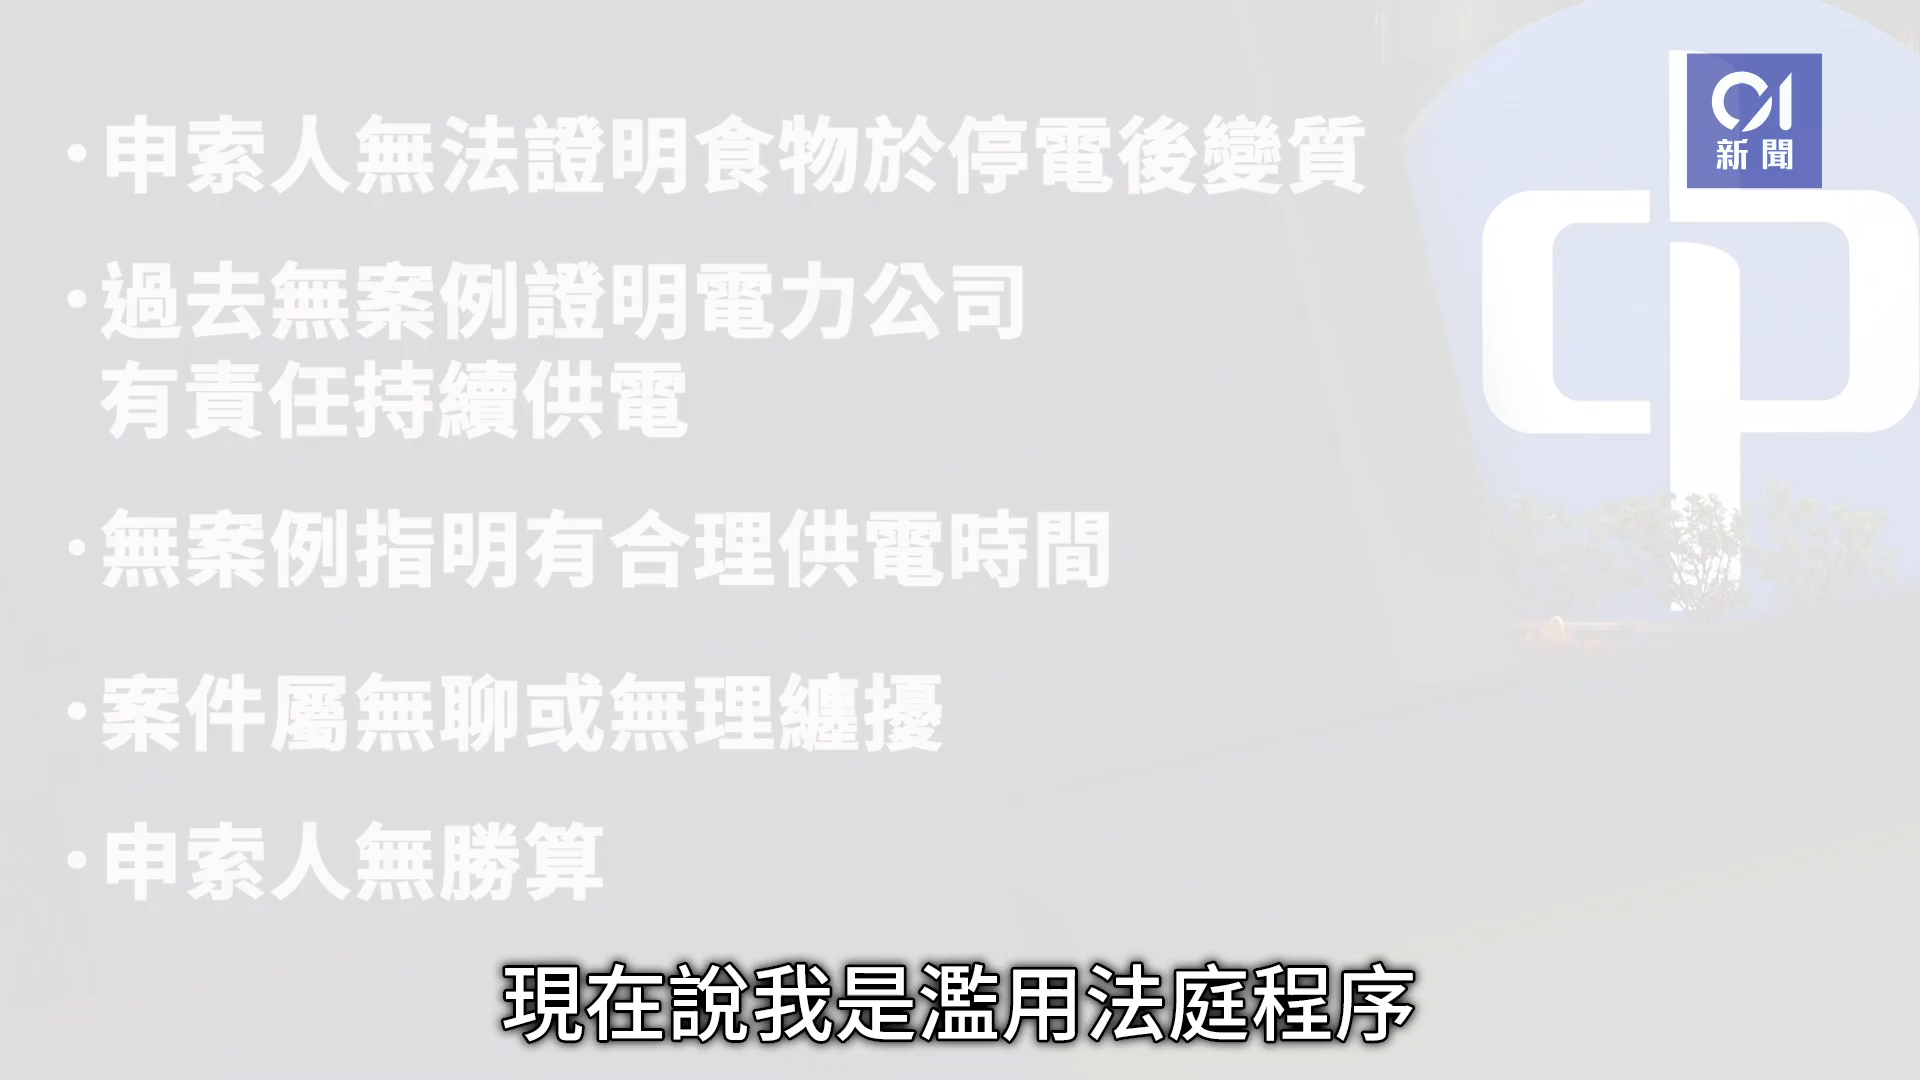 01
新聞
•申索人無法證明食物於停電後變質
•過去無案例證明電力公司
有責任持續供電
•無案例指明有合理供電時間
•案件屬無聊或無理纏擾
•申索人無勝算
現在說我是濫用法庭程序